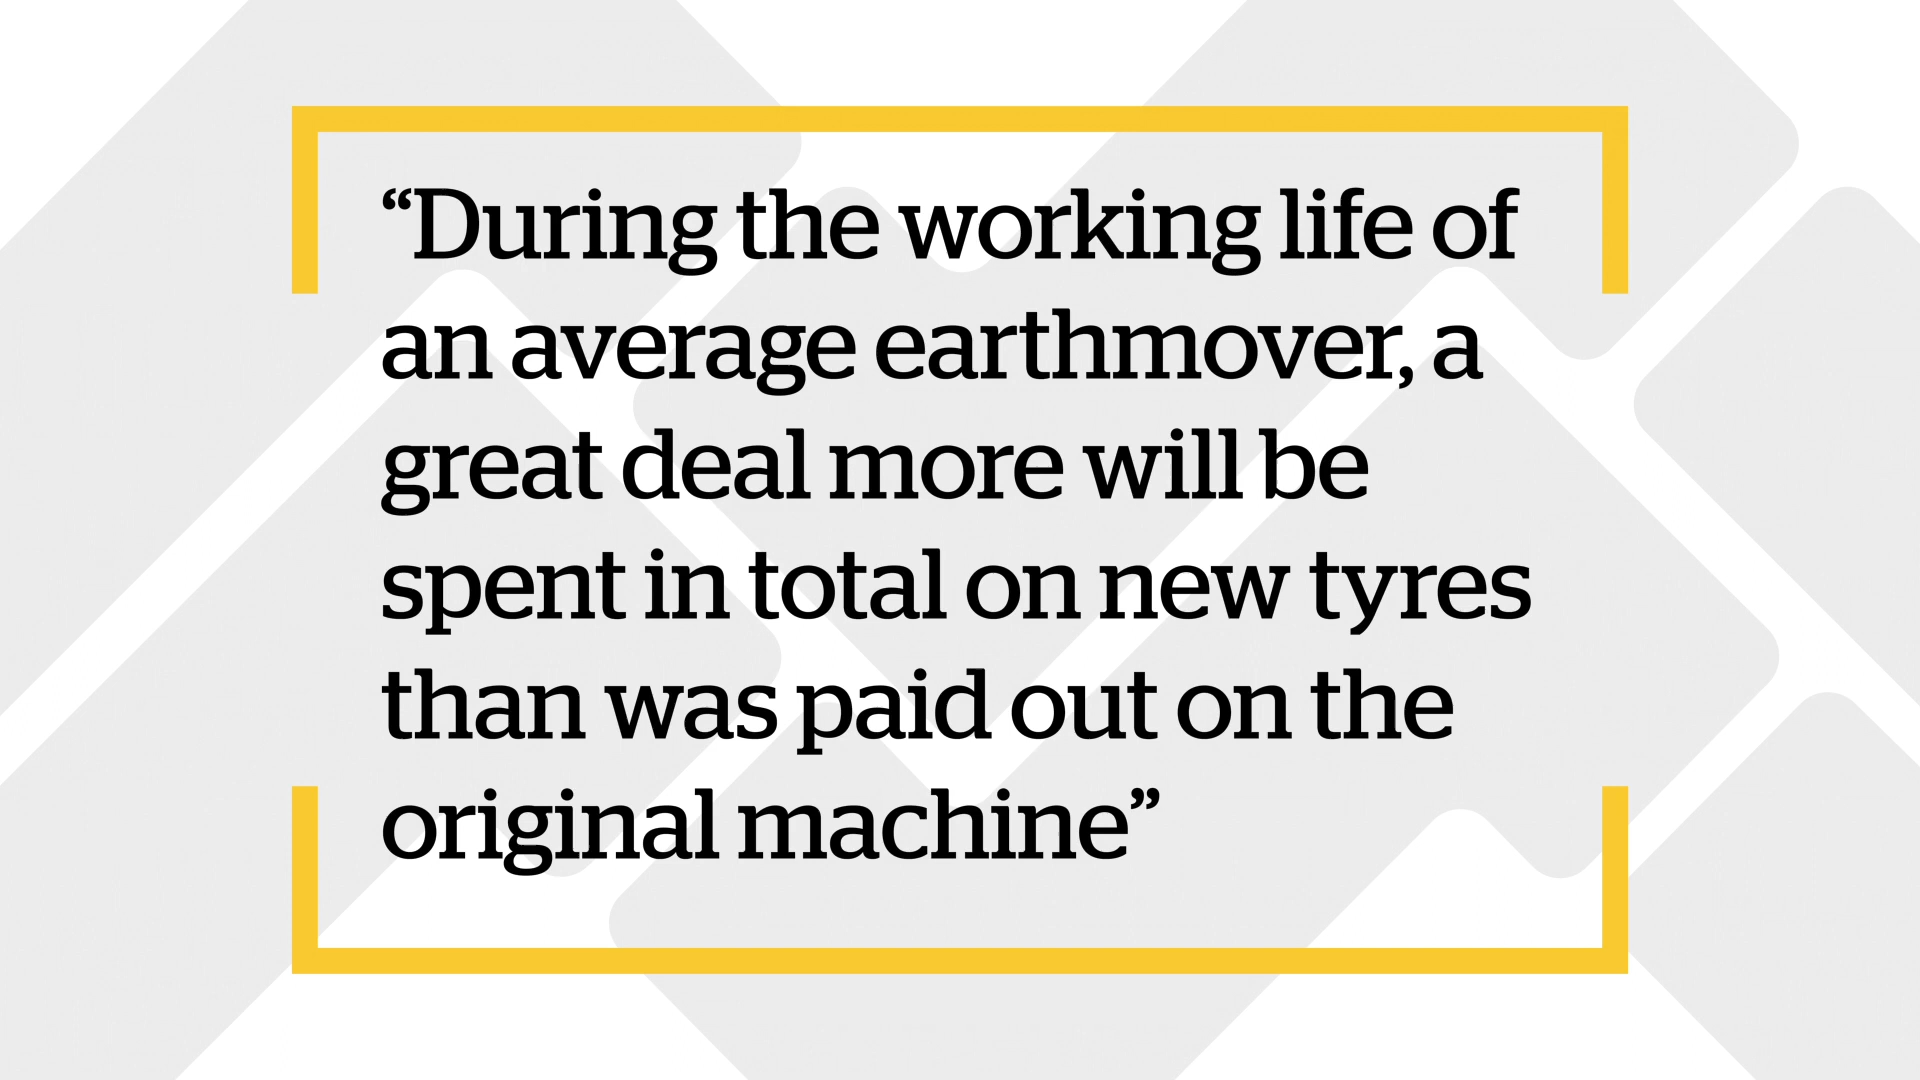 “During the working life of
an average earthmover, a
great deal more will be
spent in total on new tyres
than was paid out on the
original machine”